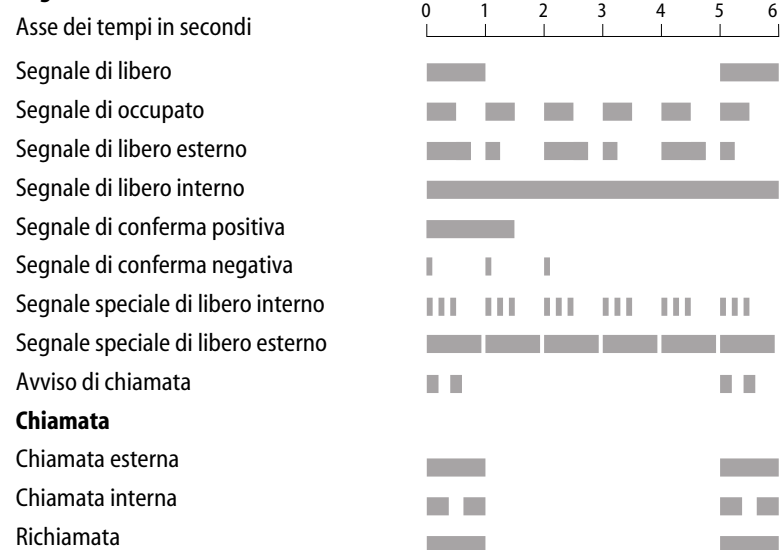 Asse dei tempi in secondi 0 1 2 3 4 5 6
Segnale di libero
Segnale di occupato
Segnale di libero esterno
Segnale di libero interno
Segnale di conferma positiva
Segnale di conferma negativa
Segnale speciale di libero interno
Segnale speciale di libero esterno
Avviso di chiamata
Chiamata
Chiamata esterna
Chiamata interna
Richiamata